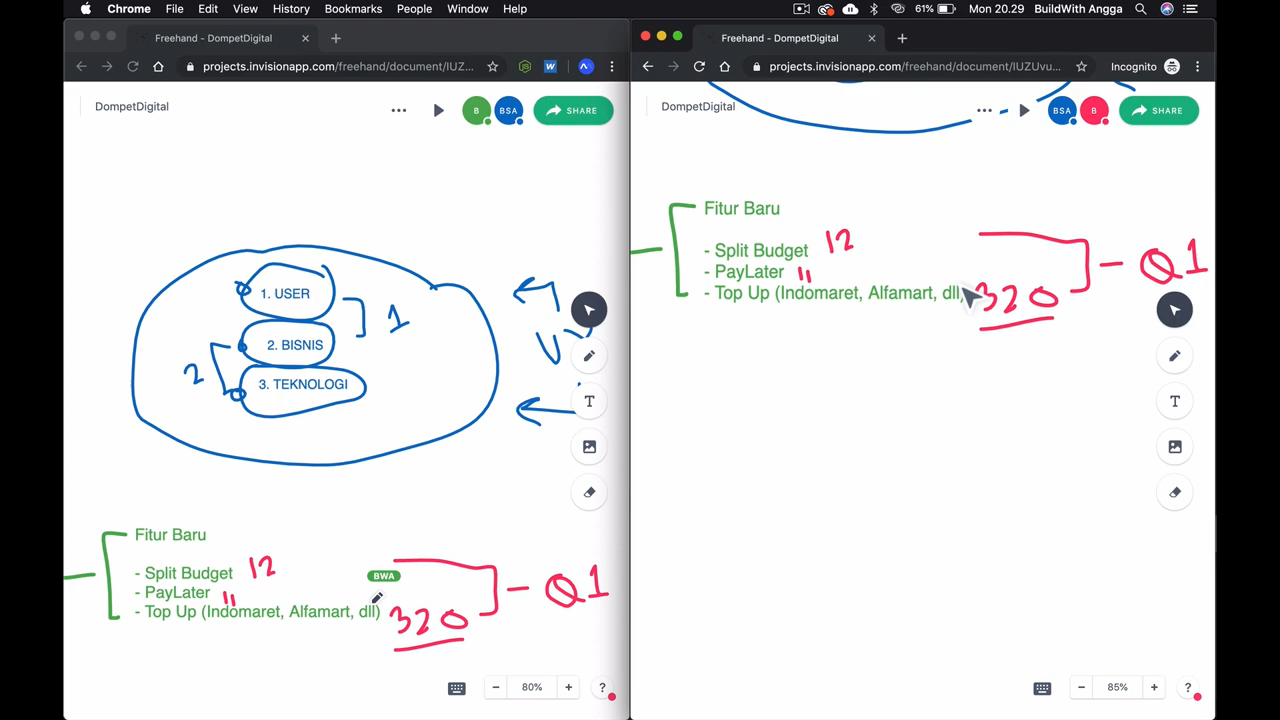 Chrome File Edit View History Bookmarks People Window Help 61% Mon 20.29 BuildWith Angga
Freehand - DompetDigital
projects.invisionapp.com/freehand/document/IUZ...
DompetDigital
B BSA SHARE
1. USER
2. BISNIS
3. TEKNOLOGI
1
2
Fitur Baru
- Split Budget 12
- PayLater 11
- Top Up (Indomaret, Alfamart, dll) 320
Q1
BWA
T
80%
?
Freehand - DompetDigital
projects.invisionapp.com/freehand/document/IUZUvu... Incognito
DompetDigital
BSA B SHARE
Fitur Baru
- Split Budget 12
- PayLater 11
- Top Up (Indomaret, Alfamart, dll) 320
Q1
T
85%
?